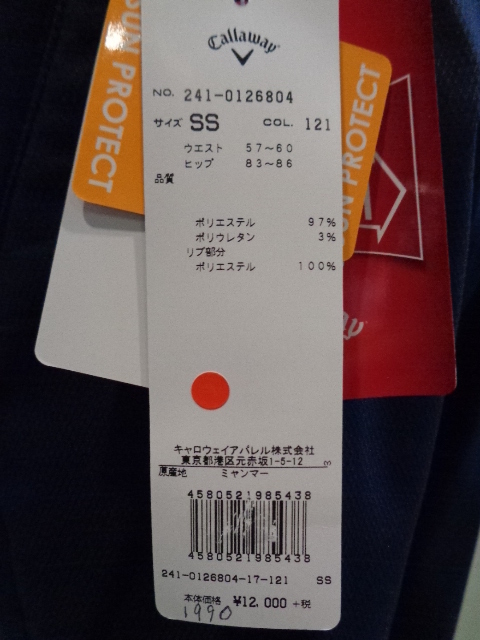 Callaway
NO. 241-0126804
サイズ SS COL. 121
ウエスト 57~60
ヒップ 83~86
品質
ポリエステル 97%
ポリウレタン 3%
リブ部分
ポリエステル 100%
キャロウェイアパレル株式会社
東京都港区元赤坂1-5-12
原産地 ミャンマー
4580521985438
4580521985438
241-0126804-17-121 SS
本体価格 ¥12,000 +税
1990
SUN PROTECT
SUN PROTECT